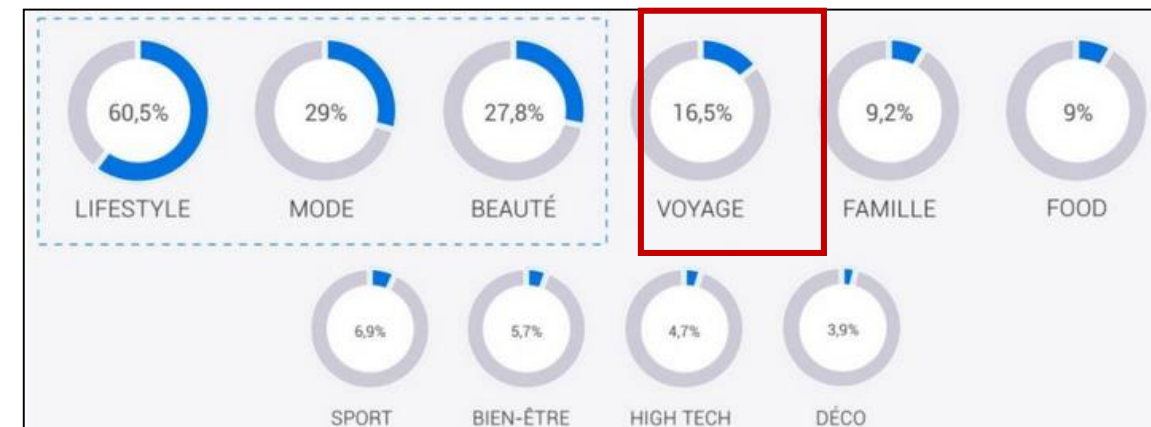 60,5% 29% 27,8% 16,5% 9,2% 9%
LIFESTYLE MODE BEAUTÉ VOYAGE FAMILLE FOOD
6,9% 5,7% 4,7% 3,9%
SPORT BIEN-ÊTRE HIGH TECH DÉCO